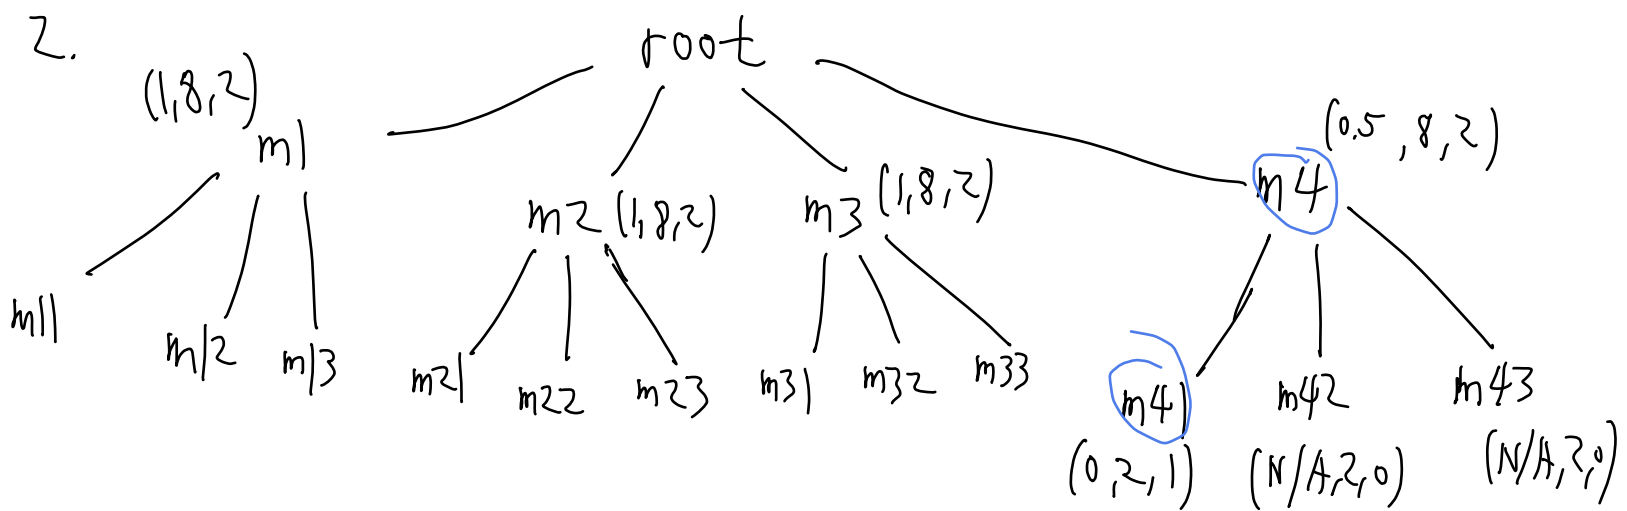 2.
root
(1,8,2)
m1
(0.5,8,2)
m4
m2 (1,8,2)
m3 (1,8,2)
m11
m12
m13
m21
m22
m23
m31
m32
m33
m41
m42
m43
(0,2,1)
(N/A,2,0)
(N/A,2,0)